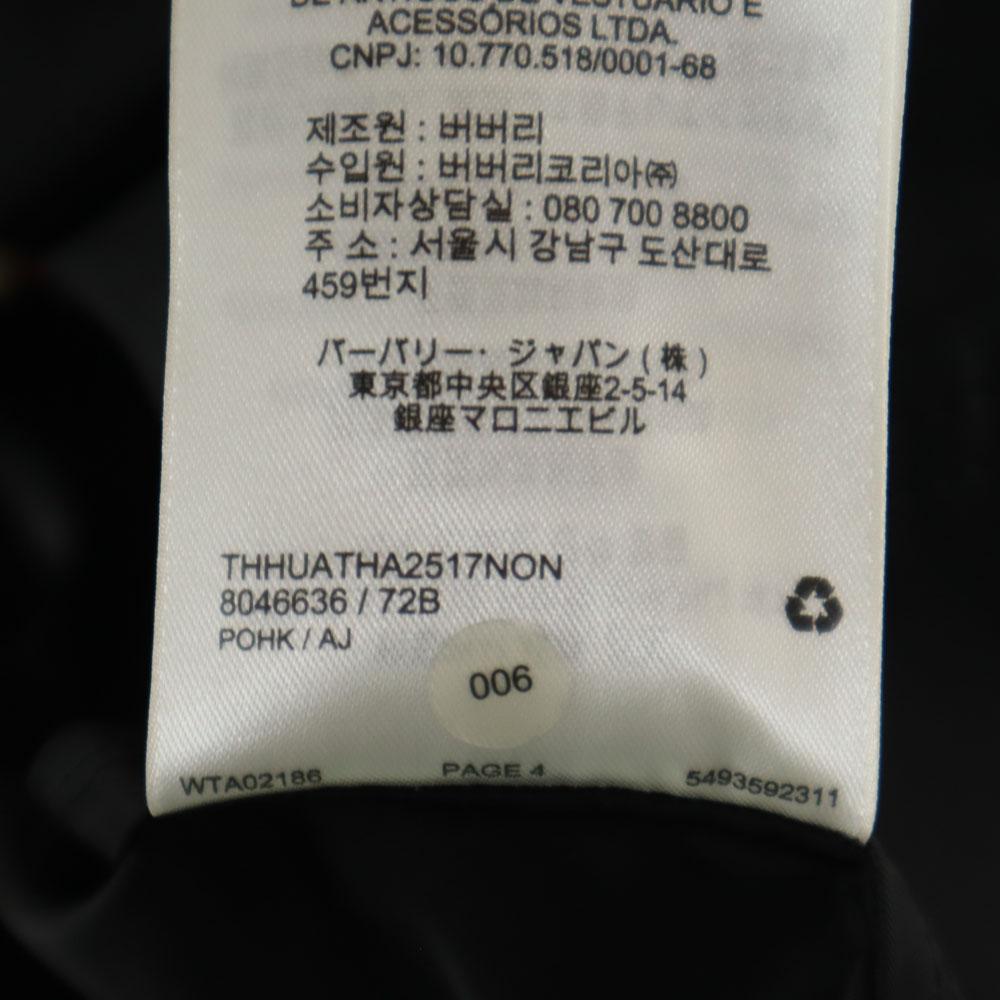 DE ARTIGOS DE VESTUÁRIO E
ACESSÓRIOS LTDA.
CNPJ: 10.770.518/0001-68
제조원 : 버버리
수입원 : 버버리코리아㈜
소비자상담실 : 080 700 8800
주 소 : 서울시 강남구 도산대로
459번지
バーバリー・ジャパン ( 株 )
東京都中央区銀座2-5-14
銀座マロニエビル
THHUATHA2517NON
8046636 / 72B
POHK / AJ
006
WTA02186 PAGE 4 5493592311